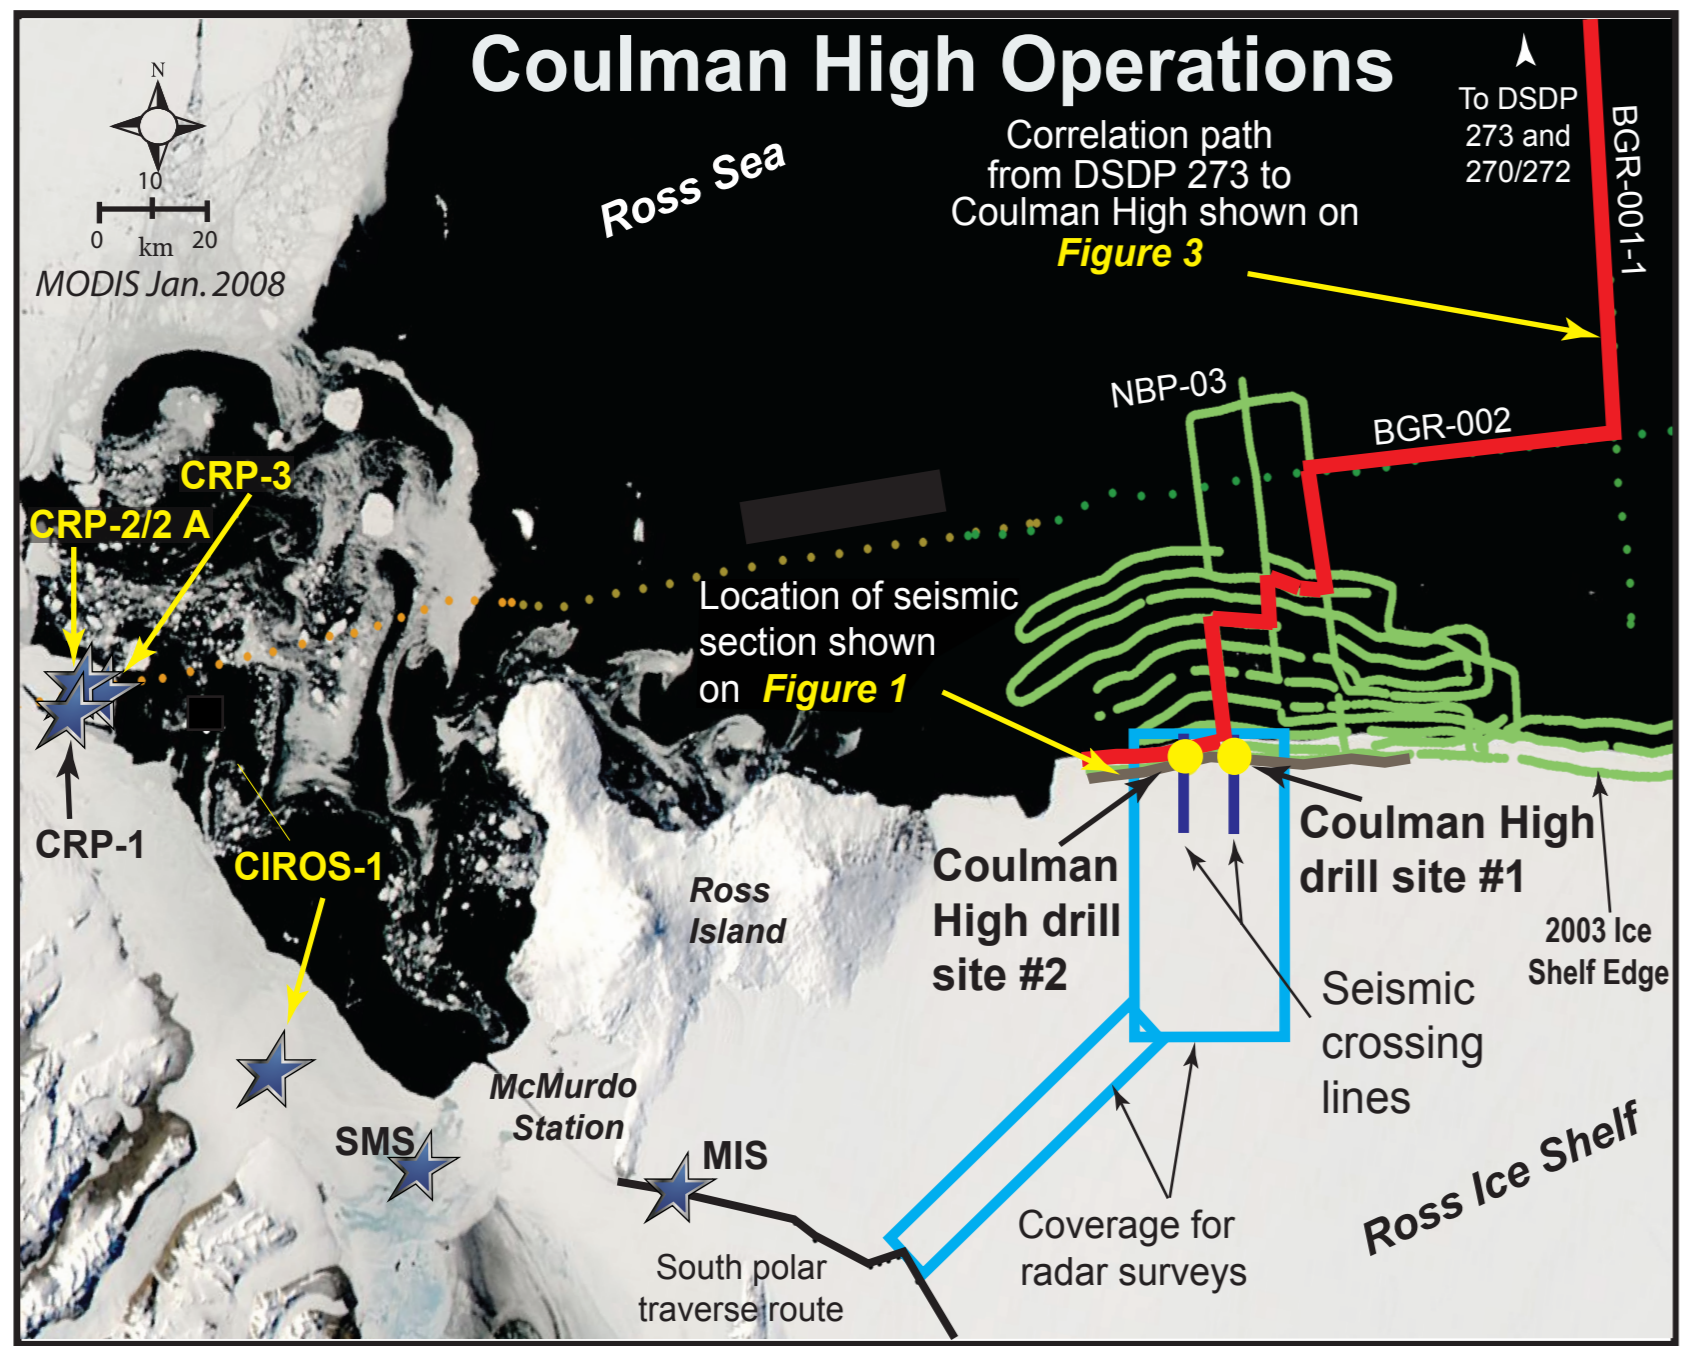 Coulman High Operations
N
10
0 km 20
MODIS Jan. 2008
Ross Sea
Correlation path
from DSDP 273 to
Coulman High shown on
Figure 3
To DSDP
273 and
270/272
BGR-001-1
NBP-03
BGR-002
CRP-3
CRP-2/2 A
Location of seismic
section shown
on Figure 1
CRP-1
CIROS-1
Ross
Island
Coulman
High drill
site #2
Coulman High
drill site #1
2003 Ice
Shelf Edge
Seismic
crossing
lines
McMurdo
Station
SMS
MIS
South polar
traverse route
Coverage for
radar surveys
Ross Ice Shelf